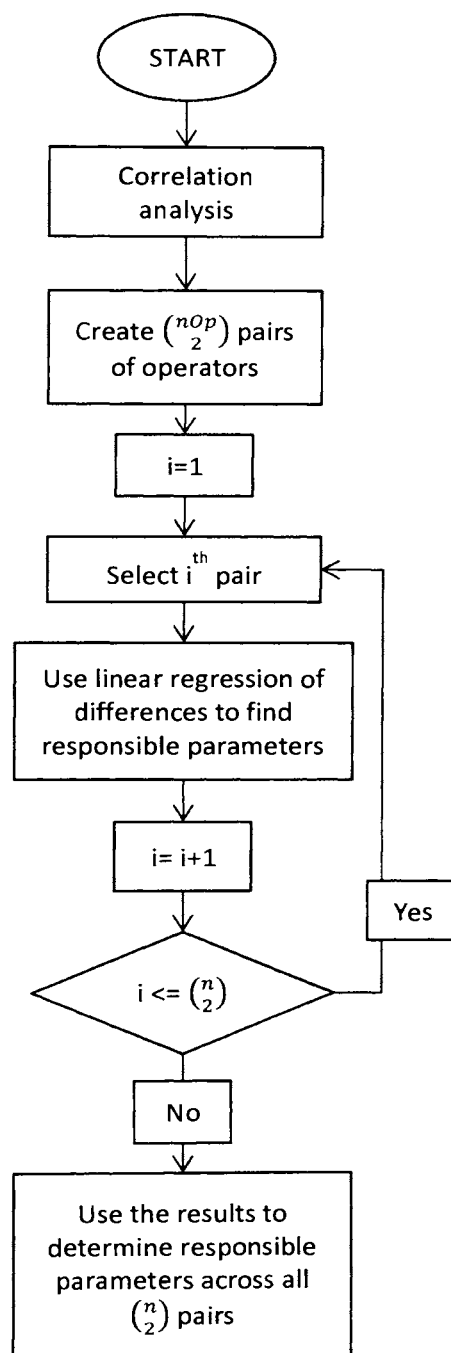 START
Correlation
analysis
Create (nOp 2) pairs
of operators
i=1
Select i th pair
Use linear regression of
differences to find
responsible parameters
i= i+1
Yes
i <= (n 2)
No
Use the results to
determine responsible
parameters across all
(n 2) pairs